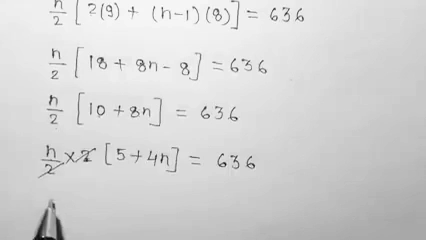 n/2 [2(9) + (n-1)(8)] = 636
n/2 [18 + 8n - 8] = 636
n/2 [10 + 8n] = 636
n/2 × 2 [5 + 4n] = 636